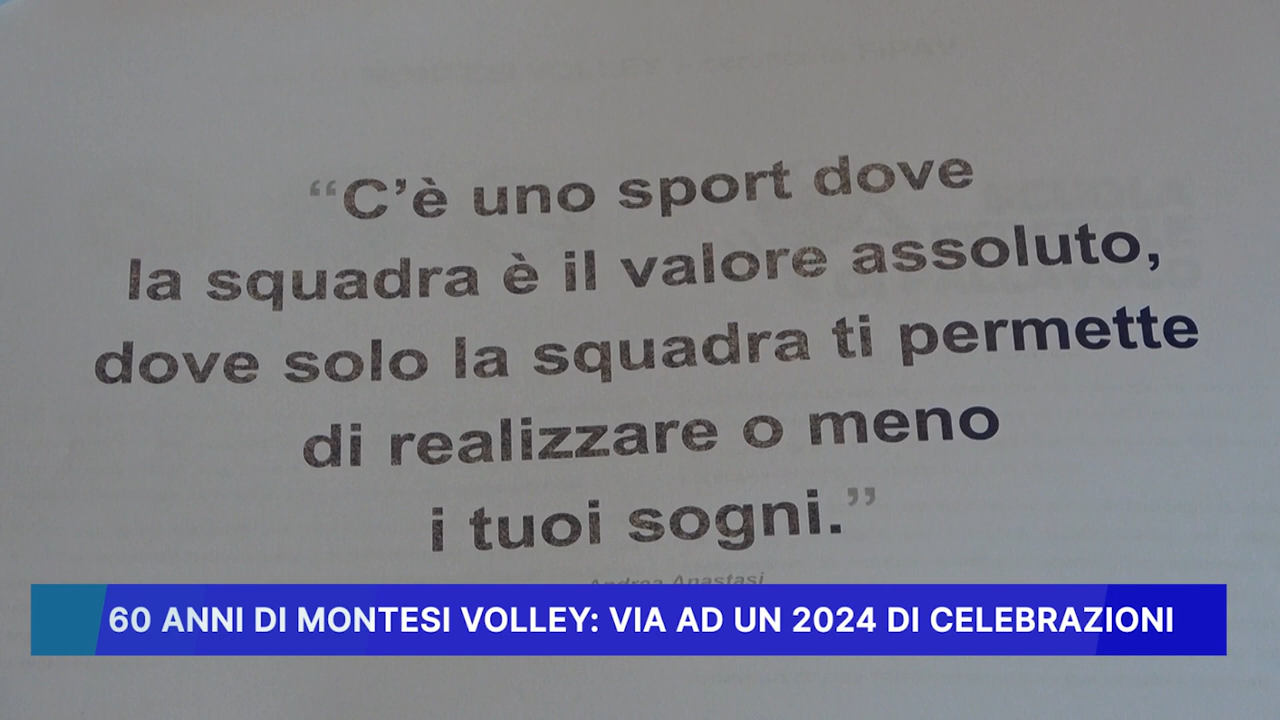 “C’è uno sport dove
la squadra è il valore assoluto,
dove solo la squadra ti permette
di realizzare o meno
i tuoi sogni.”
Andrea Anastasi
60 ANNI DI MONTESI VOLLEY: VIA AD UN 2024 DI CELEBRAZIONI